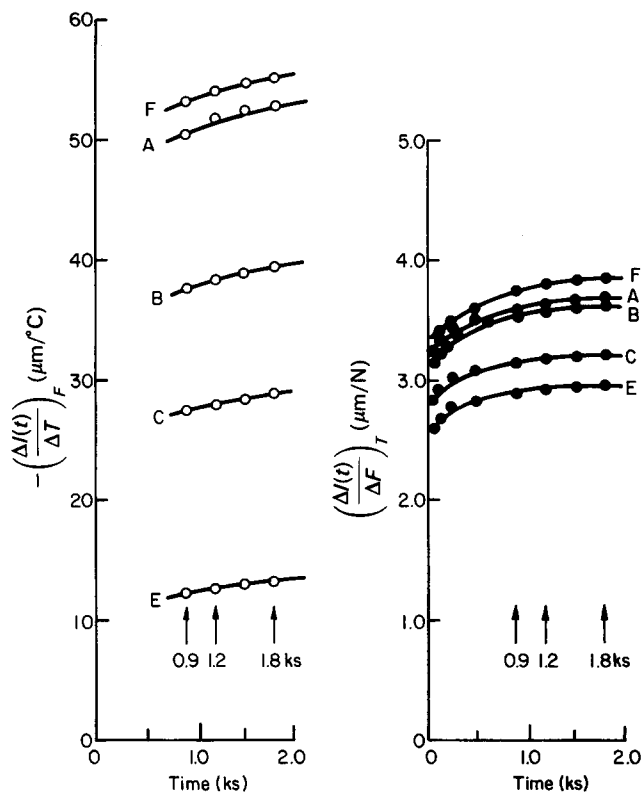 60
50
40
30
20
10
0
−(Δl(t)/ΔT)_F (μm/°C)
F
A
B
C
E
0.9 1.2 1.8 ks
0 1.0 2.0
Time (ks)
5.0
4.0
3.0
2.0
1.0
0
(Δl(t)/ΔF)_T (μm/N)
F
A
B
C
E
0.9 1.2 1.8 ks
0 1.0 2.0
Time (ks)